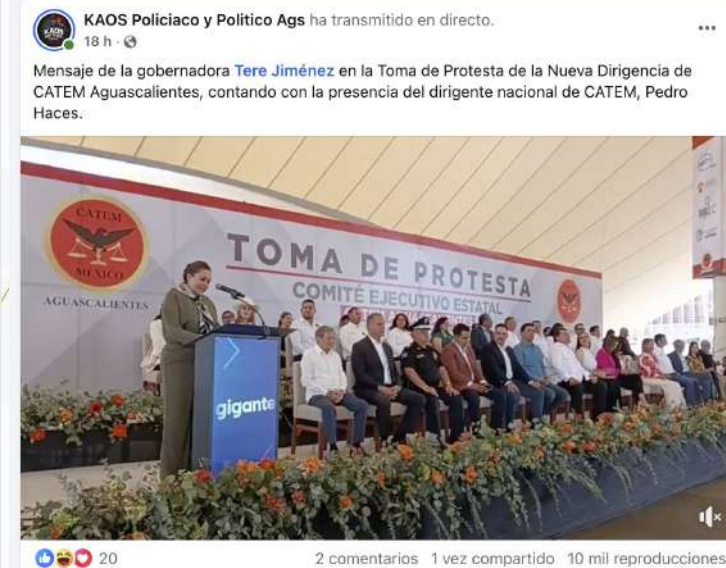 KAOS Policiaco y Politico Ags ha transmitido en directo.
18 h ·
Mensaje de la gobernadora Tere Jiménez en la Toma de Protesta de la Nueva Dirigencia de
CATEM Aguascalientes, contando con la presencia del dirigente nacional de CATEM, Pedro
Haces.
CATEM
MEXICO
AGUASCALIENTES
TOMA DE PROTESTA
COMITÉ EJECUTIVO ESTATAL
gigante
20
2 comentarios 1 vez compartido 10 mil reproducciones